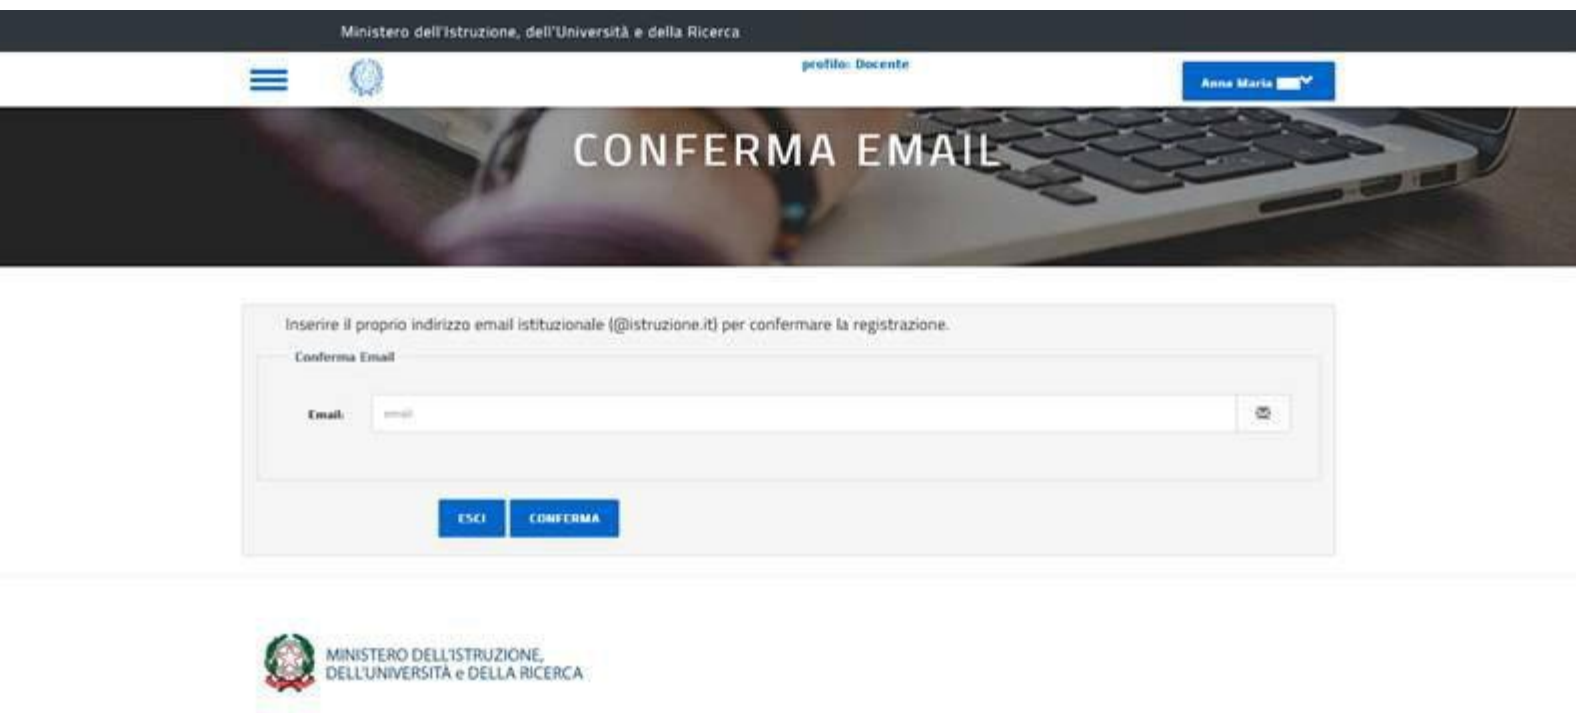 Ministero dell'Istruzione, dell'Università e della Ricerca
profilo: Docente
Anna Maria
CONFERMA EMAIL
Inserire il proprio indirizzo email istituzionale (@istruzione.it) per confermare la registrazione.
Conferma Email
Email:
email
ESCI
CONFERMA
MINISTERO DELL'ISTRUZIONE,
DELL'UNIVERSITÀ e DELLA RICERCA